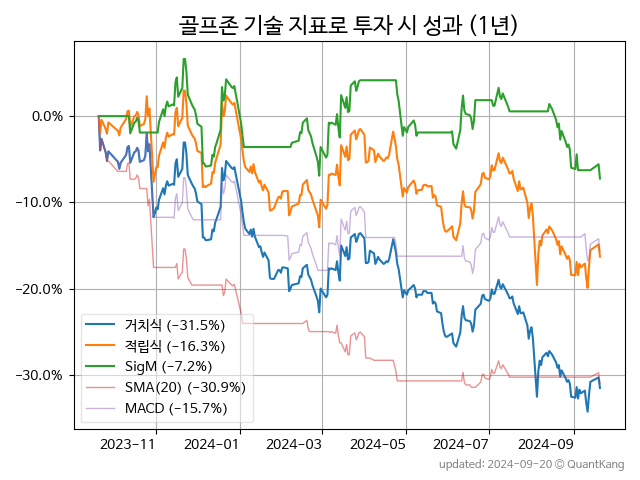 골프존 기술 지표로 투자 시 성과 (1년)
0.0%
−10.0%
−20.0%
−30.0%
거치식 (−31.5%)
적립식 (−16.3%)
SigM (−7.2%)
SMA(20) (−30.9%)
MACD (−15.7%)
2023−11 2024−01 2024−03 2024−05 2024−07 2024−09
updated: 2024−09−20 © QuantKang